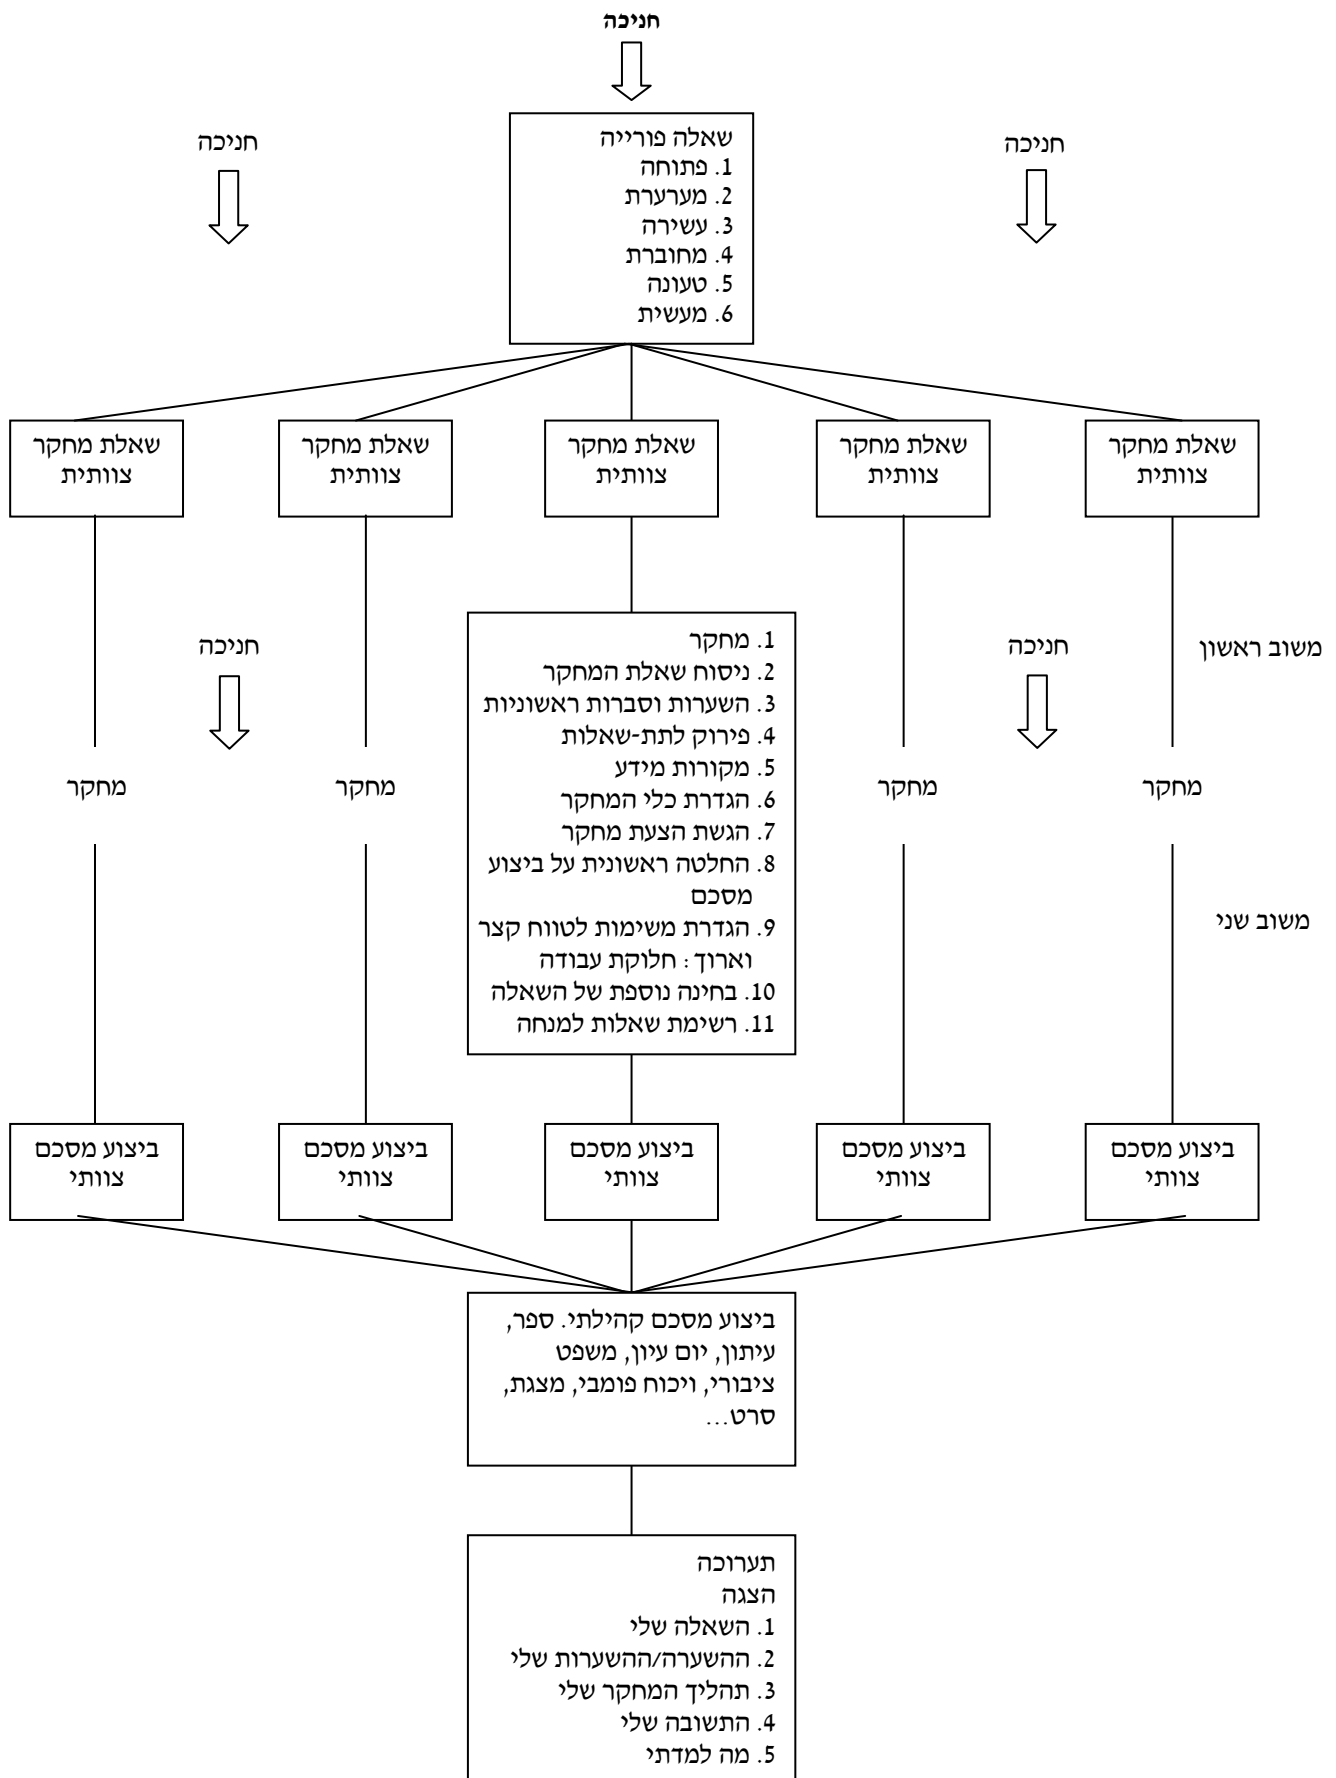 חניכה
חניכה
חניכה
שאלה פורייה
1. פתוחה
2. מערערת
3. עשירה
4. מחוברת
5. טעונה
6. מעשית
שאלת מחקר
צוותית
שאלת מחקר
צוותית
שאלת מחקר
צוותית
שאלת מחקר
צוותית
שאלת מחקר
צוותית
משוב ראשון
חניכה
חניכה
1. מחקר
2. ניסוח שאלת המחקר
3. השערות וסברות ראשוניות
4. פירוק לתת-שאלות
5. מקורות מידע
6. הגדרת כלי המחקר
7. הגשת הצעת מחקר
8. החלטה ראשונית על ביצוע
מסכם
9. הגדרת משימות לטווח קצר
וארוך: חלוקת עבודה
10. בחינה נוספת של השאלה
11. רשימת שאלות למנחה
מחקר
מחקר
מחקר
מחקר
משוב שני
ביצוע מסכם
צוותי
ביצוע מסכם
צוותי
ביצוע מסכם
צוותי
ביצוע מסכם
צוותי
ביצוע מסכם
צוותי
ביצוע מסכם קהילתי. ספר,
עיתון, יום עיון, משפט
ציבורי, ויכוח פומבי, מצגת,
סרט...
תערוכה
הצגה
1. השאלה שלי
2. ההשערה/ההשערות שלי
3. תהליך המחקר שלי
4. התשובה שלי
5. מה למדתי